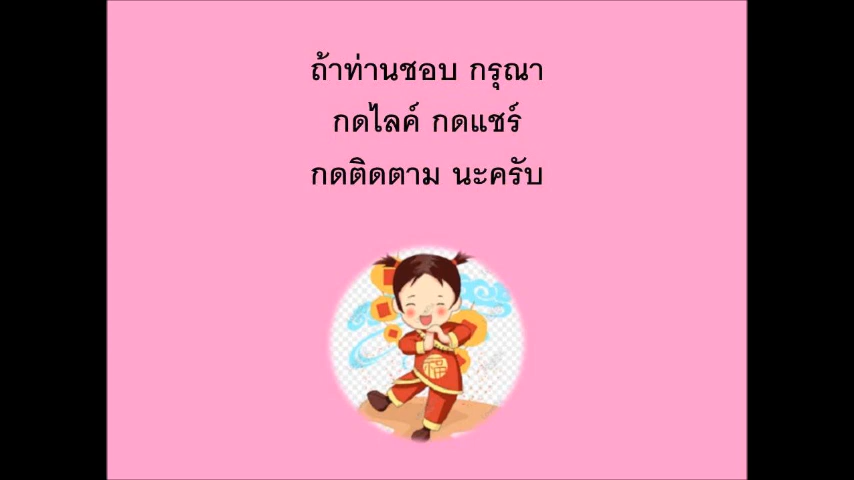 ถ้าท่านชอบ กรุณา
กดไลค์ กดแชร์
กดติดตาม นะครับ
福